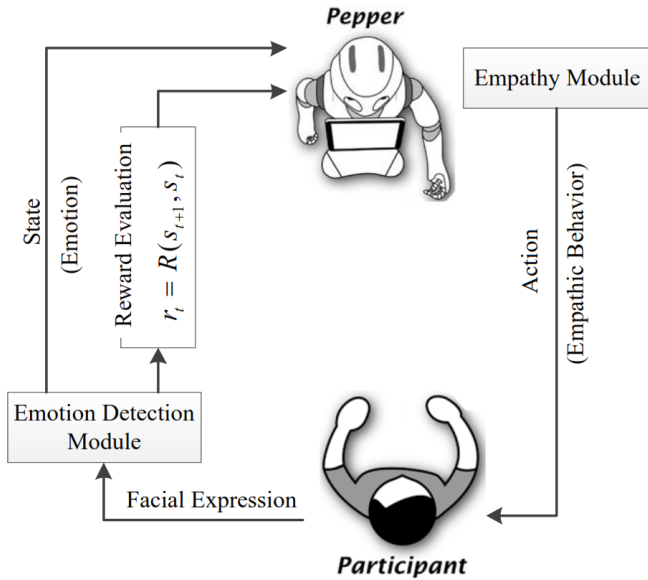 Pepper
Empathy Module
State
(Emotion)
Reward Evaluation
r_t = R(s_{t+1}, s_t)
Action
(Empathic Behavior)
Emotion Detection
Module
Facial Expression
Participant